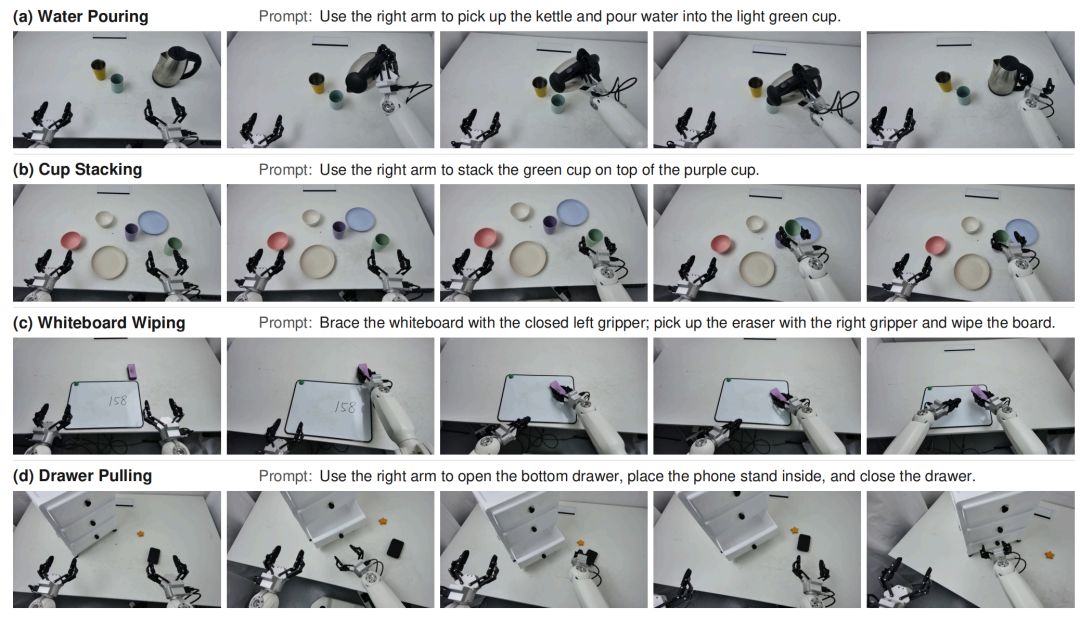 (a) Water Pouring Prompt: Use the right arm to pick up the kettle and pour water into the light green cup.
(b) Cup Stacking Prompt: Use the right arm to stack the green cup on top of the purple cup.
(c) Whiteboard Wiping Prompt: Brace the whiteboard with the closed left gripper; pick up the eraser with the right gripper and wipe the board.
158
158
(d) Drawer Pulling Prompt: Use the right arm to open the bottom drawer, place the phone stand inside, and close the drawer.